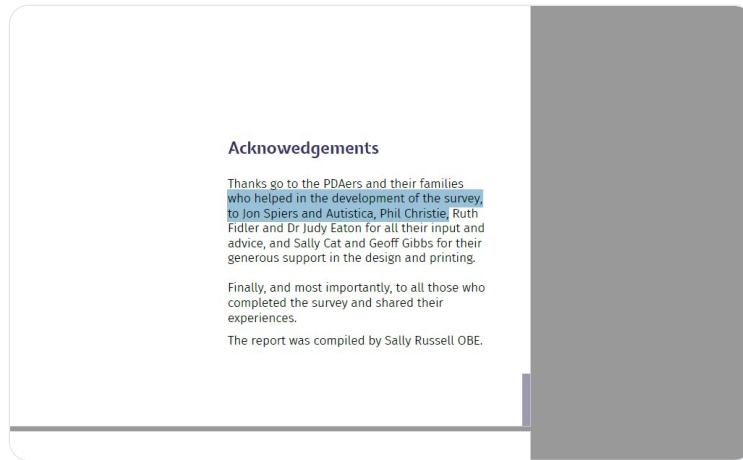 Acknowedgements
Thanks go to the PDAers and their families
who helped in the development of the survey,
to Jon Spiers and Autistica, Phil Christie, Ruth
Fidler and Dr Judy Eaton for all their input and
advice, and Sally Cat and Geoff Gibbs for their
generous support in the design and printing.
Finally, and most importantly, to all those who
completed the survey and shared their
experiences.
The report was compiled by Sally Russell OBE.